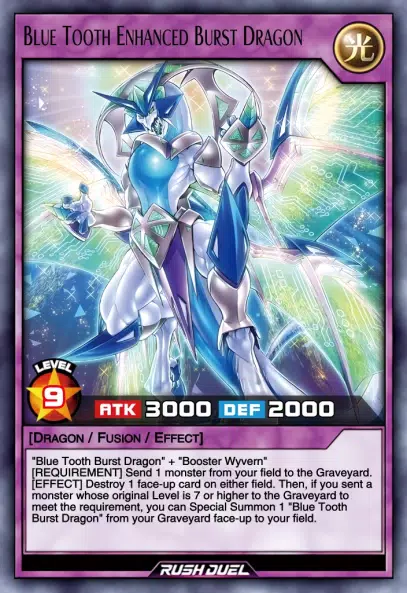 Blue Tooth Enhanced Burst Dragon
光
LEVEL
9
ATK 3000 DEF 2000
[Dragon / Fusion / Effect]
"Blue Tooth Burst Dragon" + "Booster Wyvern"
[REQUIREMENT] Send 1 monster from your field to the Graveyard.
[EFFECT] Destroy 1 face-up card on either field. Then, if you sent a
monster whose original Level is 7 or higher to the Graveyard to
meet the requirement, you can Special Summon 1 "Blue Tooth
Burst Dragon" from your Graveyard face-up to your field.
RUSH DUEL